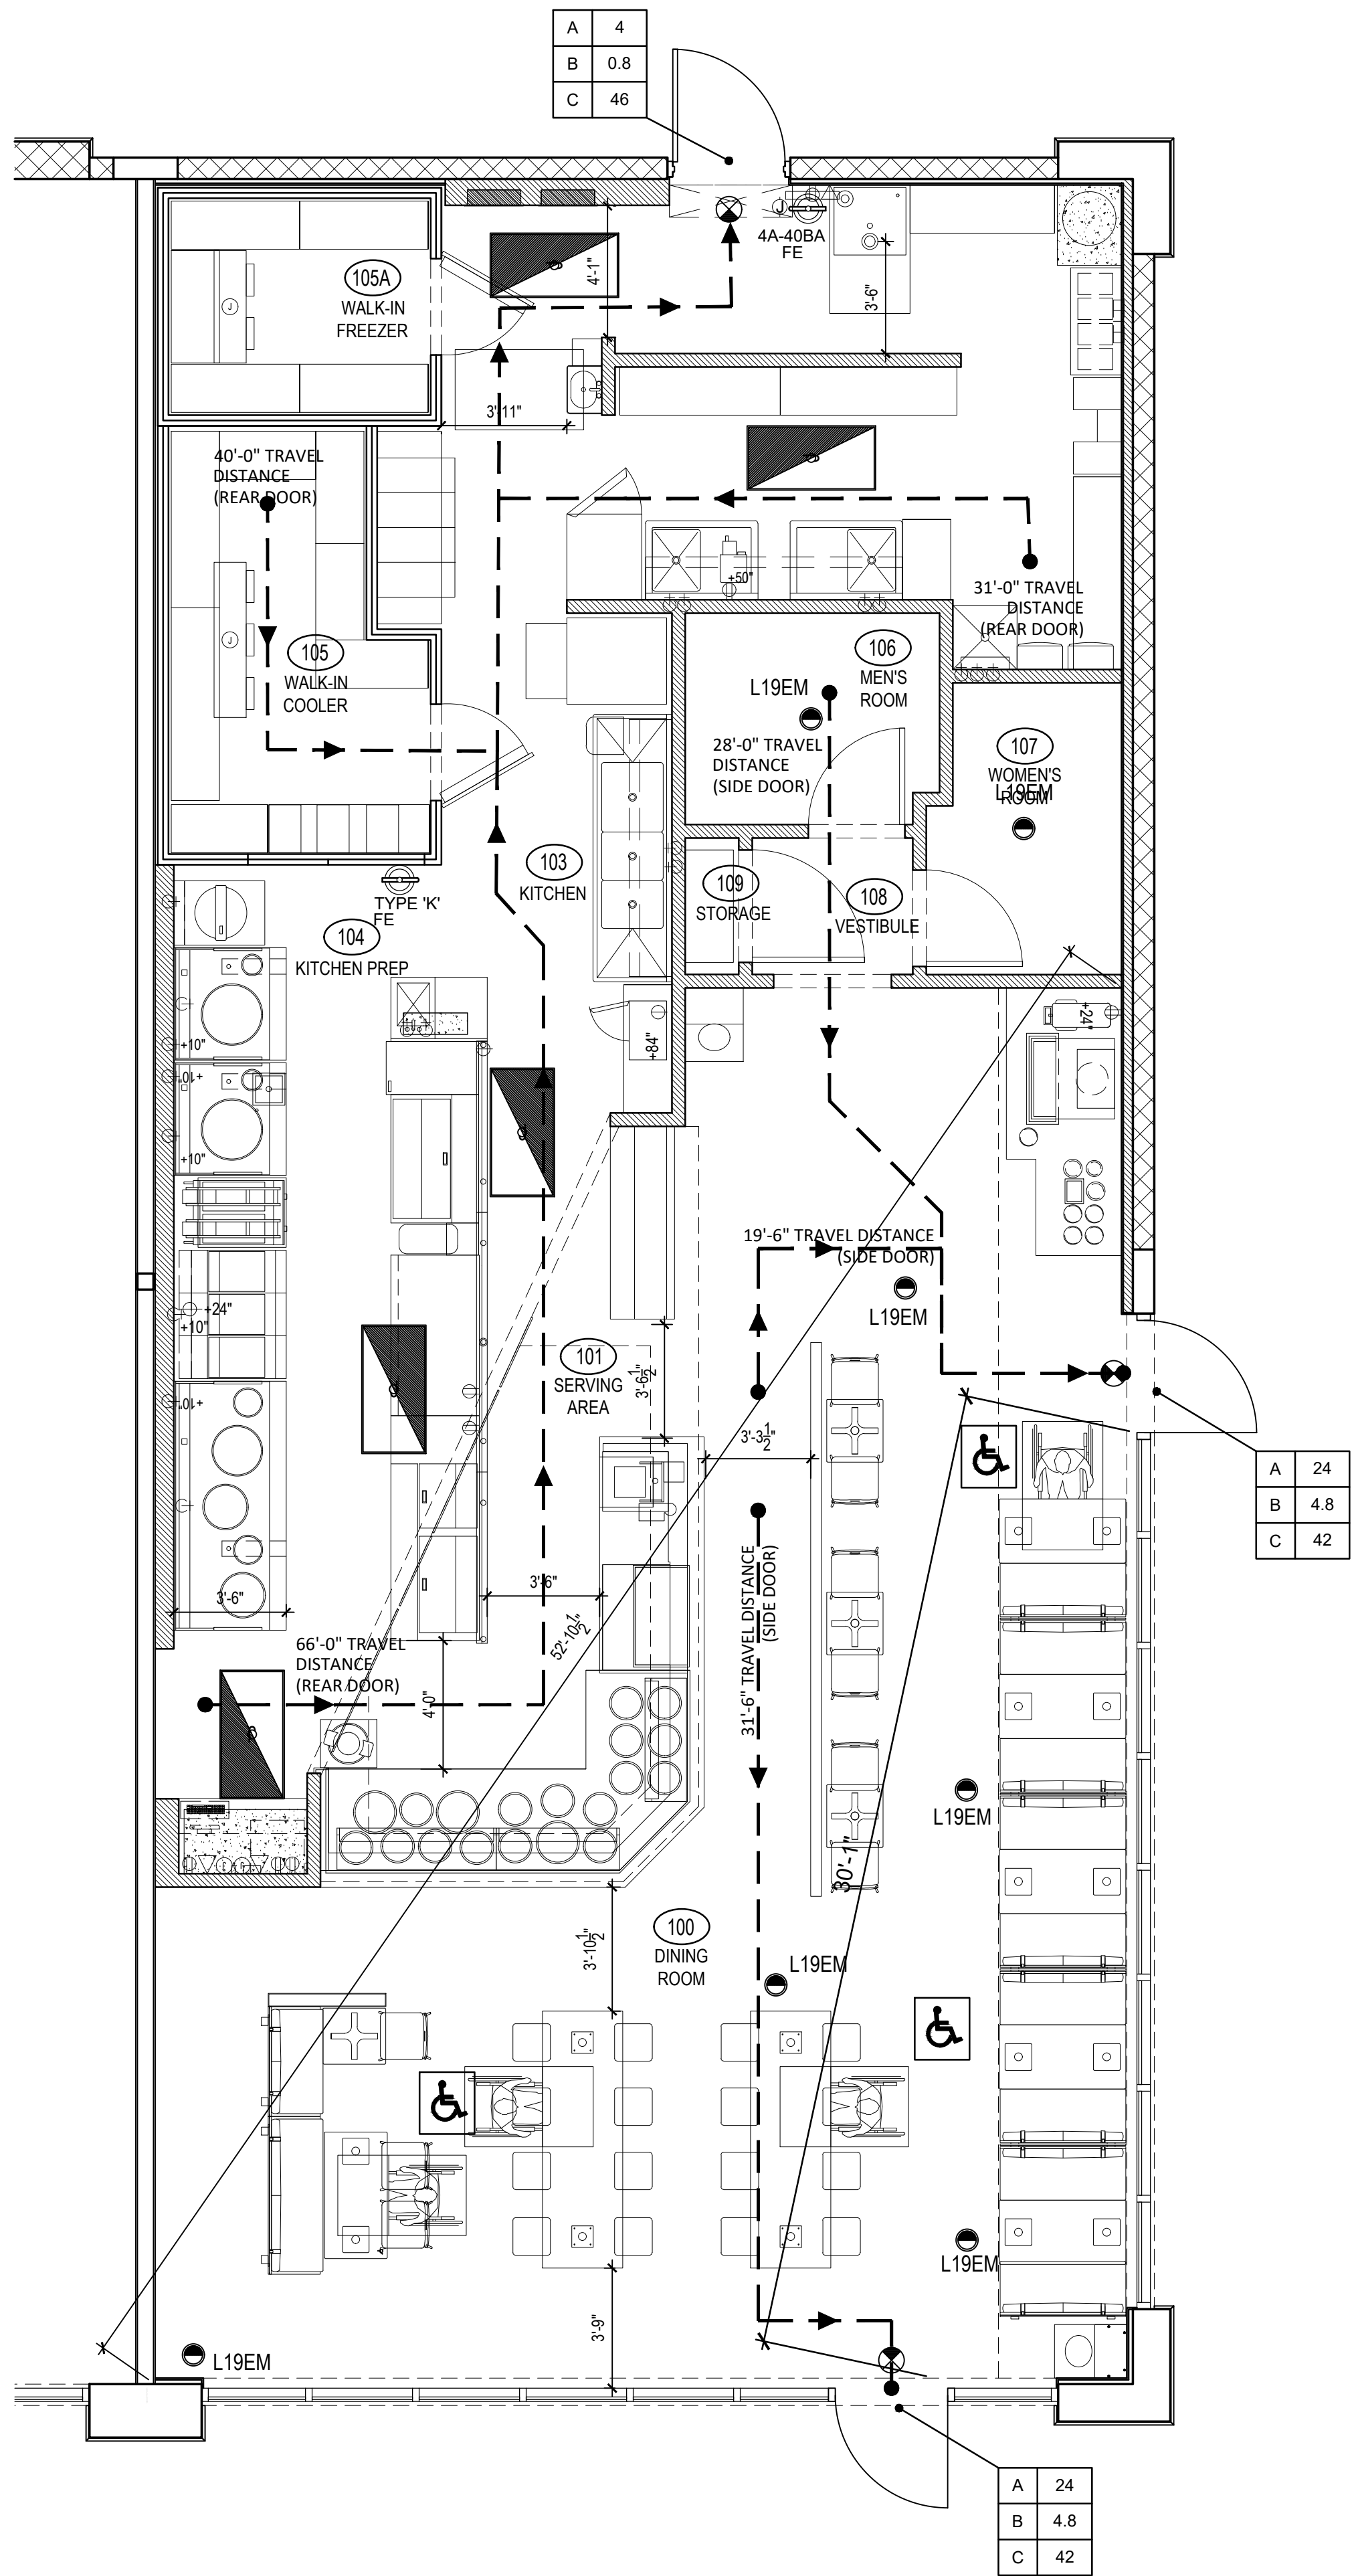 A 4
B 0.8
C 46
4A-40BA
FE
J
4'-1"
3'-6"
105A
WALK-IN
FREEZER
J
3'-11"
40'-0" TRAVEL
DISTANCE
(REAR DOOR)
+50"
31'-0" TRAVEL
DISTANCE
(REAR DOOR)
J
105
WALK-IN
COOLER
106
MEN'S
ROOM
L19EM
28'-0" TRAVEL
DISTANCE
(SIDE DOOR)
107
WOMEN'S
ROOM
L19EM
103
KITCHEN
109
STORAGE
108
VESTIBULE
TYPE 'K'
FE
104
KITCHEN PREP
+10"
+10"
+10"
+84"
+24"
19'-6" TRAVEL DISTANCE
(SIDE DOOR)
L19EM
+24"
+10"
101
SERVING
AREA
3'-6 1/2"
3'-3 1/2"
+10"
A 24
B 4.8
C 42
3'-6"
3'-6"
52'-10 1/2"
31'-6" TRAVEL DISTANCE
(SIDE DOOR)
66'-0" TRAVEL
DISTANCE
(REAR DOOR)
4'-0"
L19EM
30'-1"
100
DINING
ROOM
3'-10 1/2"
L19EM
L19EM
3'-9"
L19EM
A 24
B 4.8
C 42